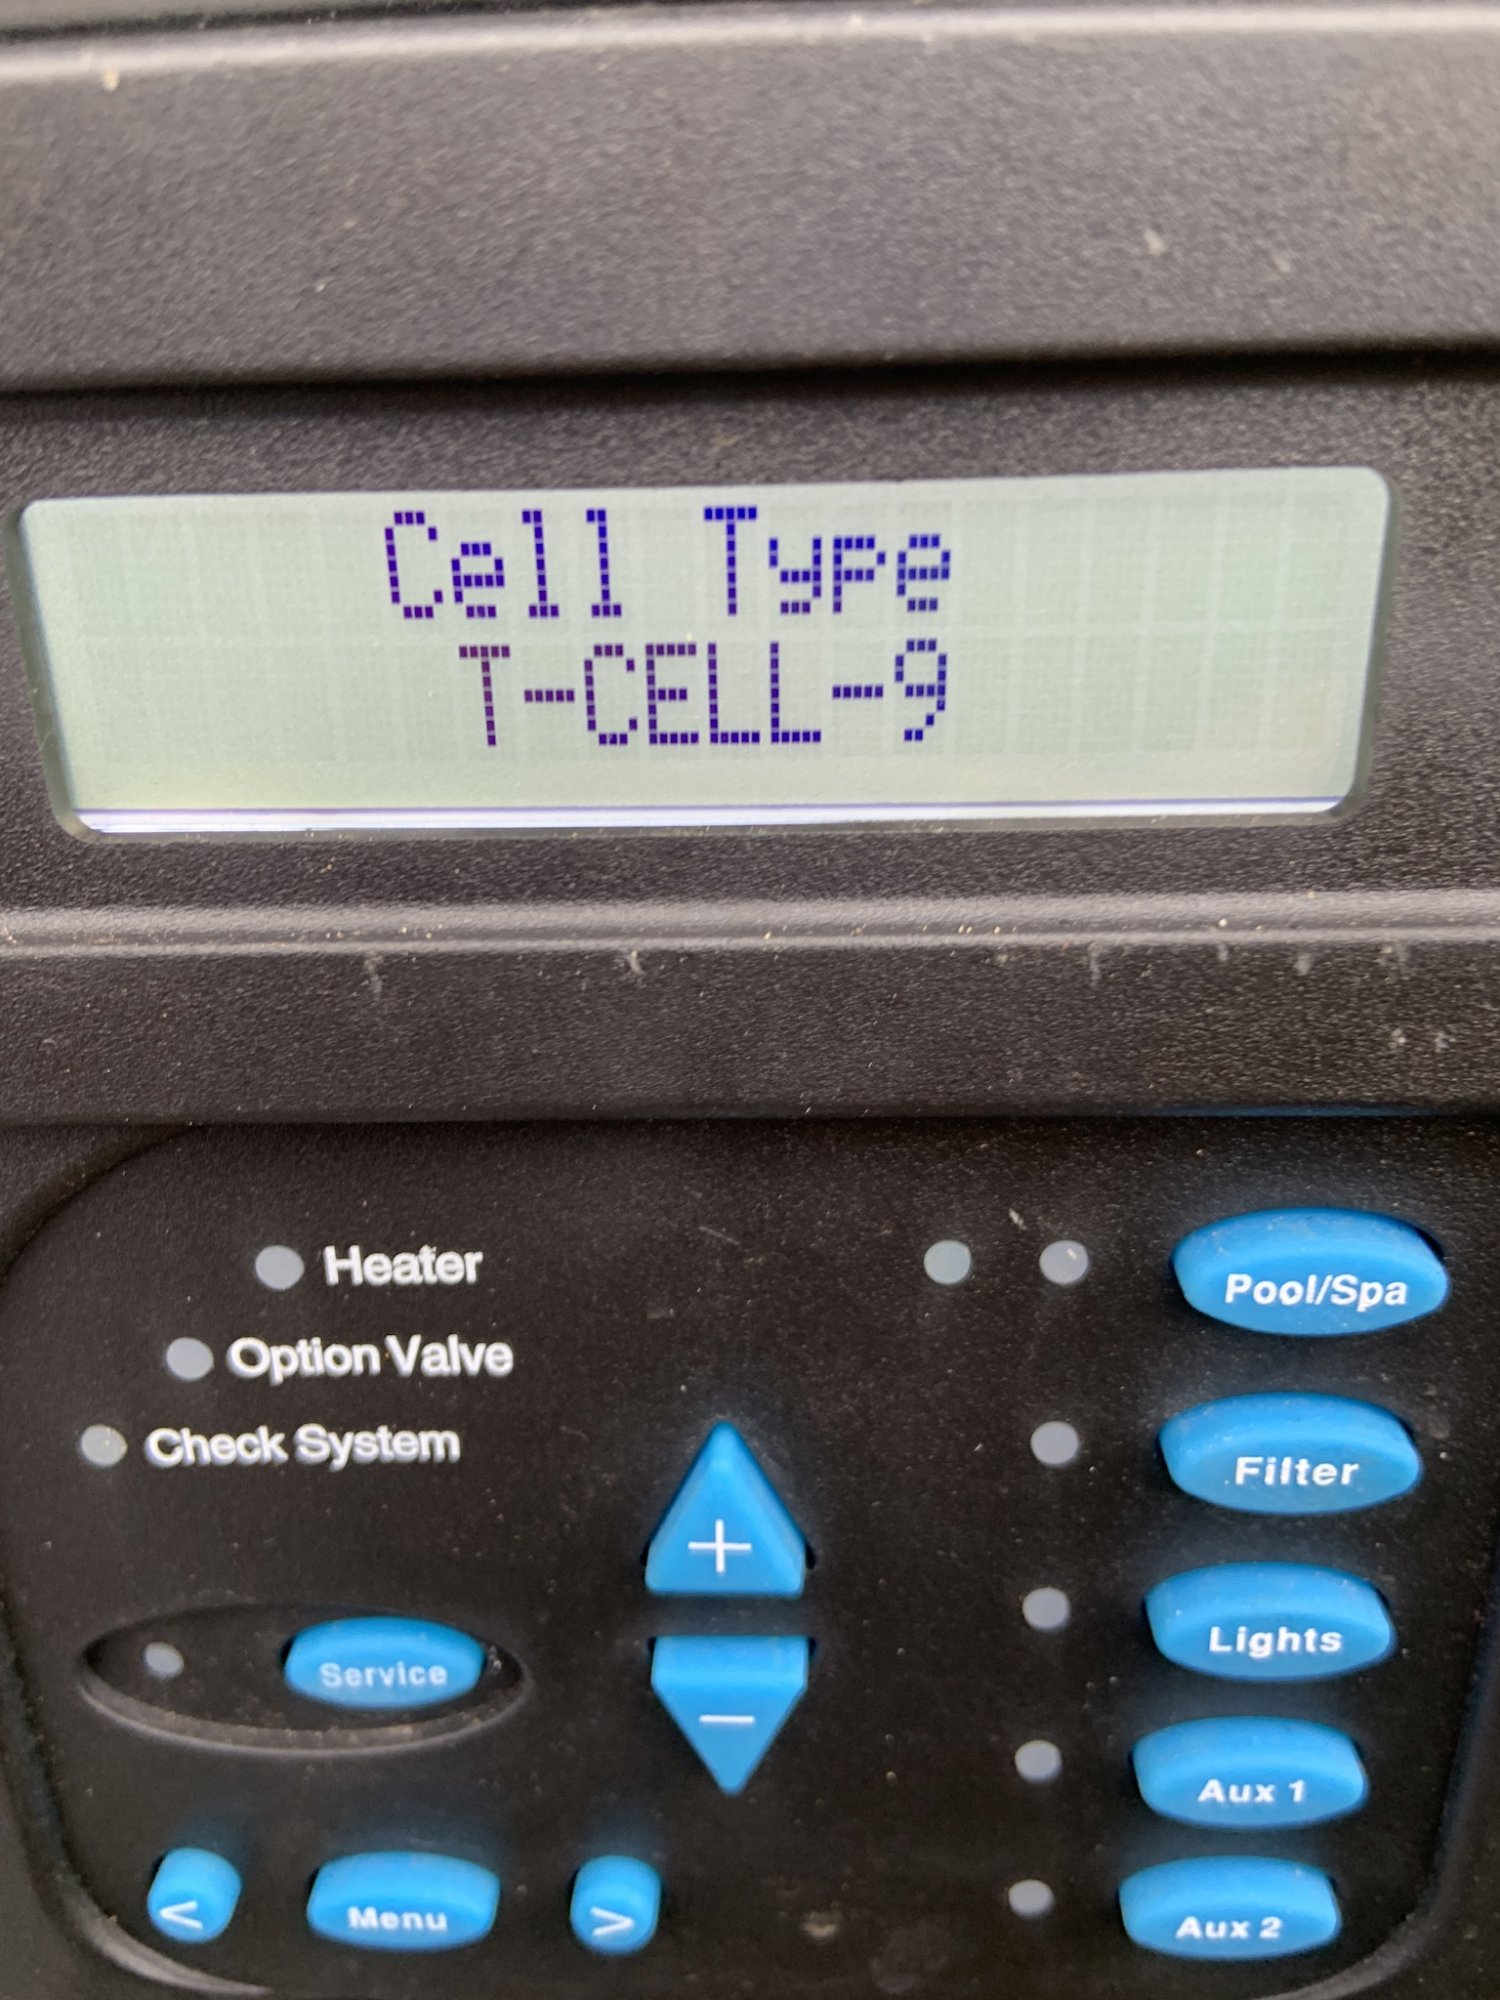 Cell Type
T-CELL-9
Heater
Option Valve
Check System
Service
<
Menu
>
+
−
Pool/Spa
Filter
Lights
Aux 1
Aux 2